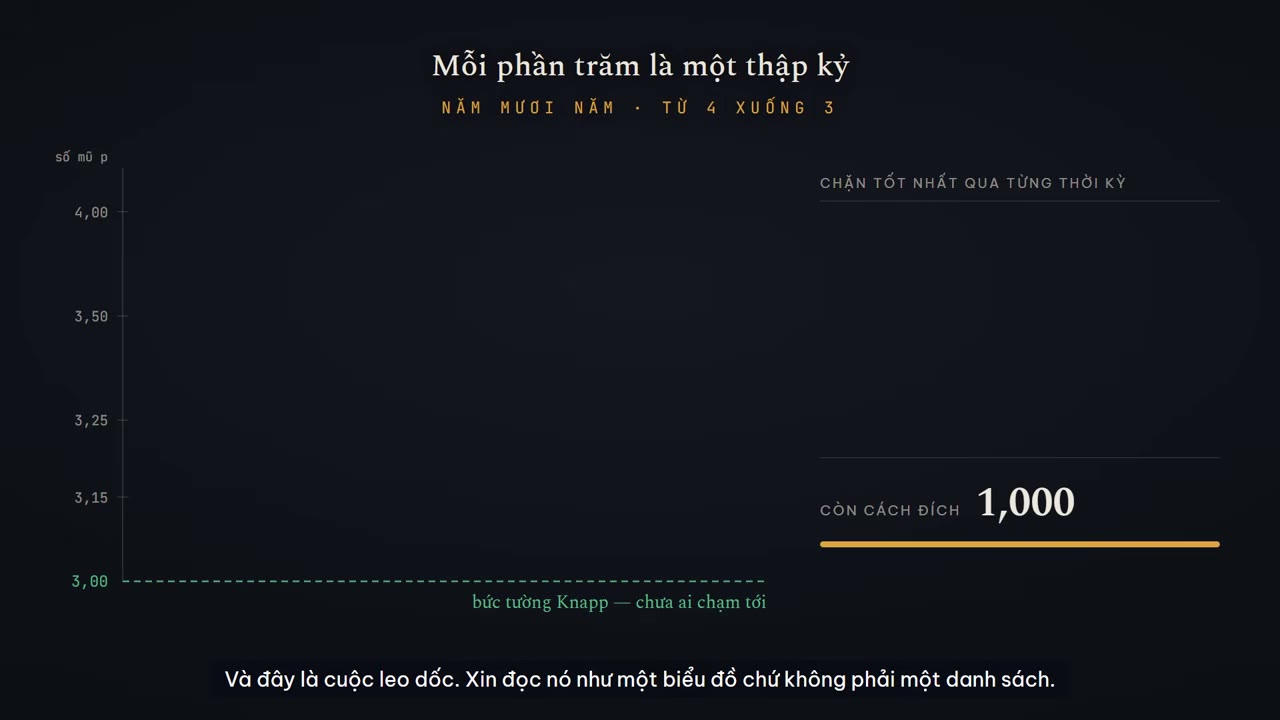 Mỗi phần trăm là một thập kỷ
NĂM MƯƠI NĂM · TỪ 4 XUỐNG 3
số mũ p
4,00
3,50
3,25
3,15
3,00
bức tường Knapp — chưa ai chạm tới
CHẶN TỐT NHẤT QUA TỪNG THỜI KỲ
CÒN CÁCH ĐÍCH 1,000
Và đây là cuộc leo dốc. Xin đọc nó như một biểu đồ chứ không phải một danh sách.